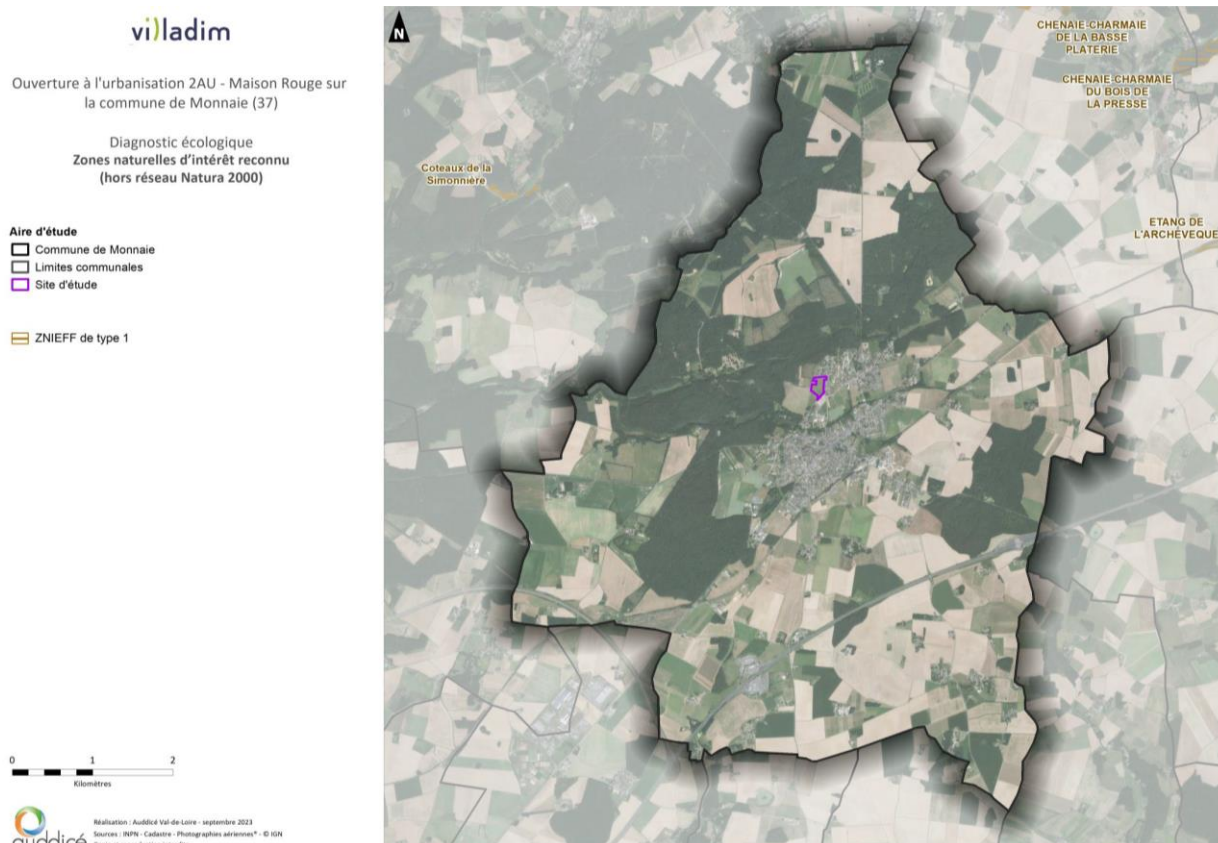 villadim
Ouverture à l'urbanisation 2AU - Maison Rouge sur
la commune de Monnaie (37)
Diagnostic écologique
Zones naturelles d'intérêt reconnu
(hors réseau Natura 2000)
Aire d'étude
Commune de Monnaie
Limites communales
Site d'étude
ZNIEFF de type 1
0 1 2
Kilomètres
auddicé
Réalisation : Auddicé Val-de-Loire - septembre 2023
Sources : INPN - Cadastre - Photographies aériennes* - © IGN
N
CHENAIE-CHARMAIE
DE LA BASSE
PLATERIE
CHENAIE-CHARMAIE
DU BOIS DE
LA PRESSE
Coteaux de la
Simonnière
ETANG DE
L'ARCHEVEQUE